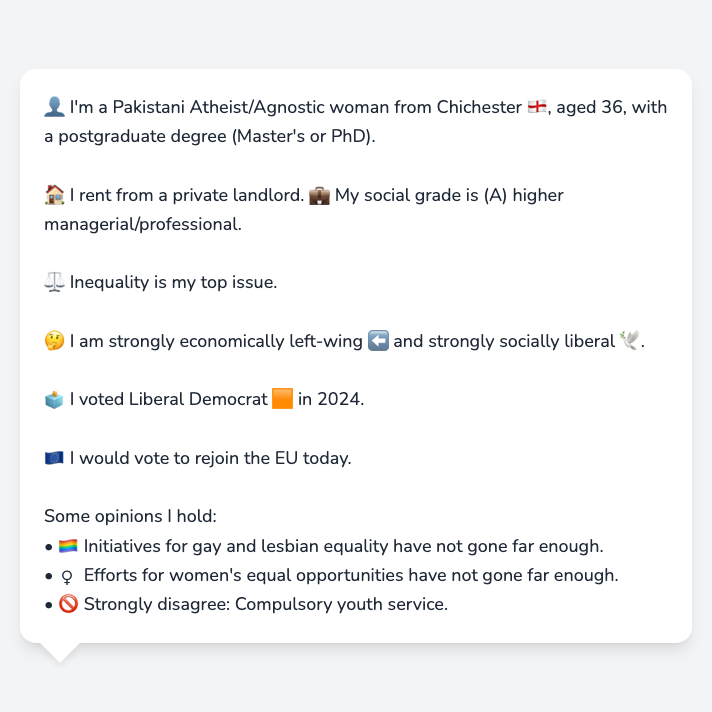 👤 I'm a Pakistani Atheist/Agnostic woman from Chichester 🏴󠁧󠁢󠁥󠁮󠁧󠁿, aged 36, with
a postgraduate degree (Master's or PhD).
🏠 I rent from a private landlord. 💼 My social grade is (A) higher
managerial/professional.
⚖️ Inequality is my top issue.
🤔 I am strongly economically left-wing ⬅️ and strongly socially liberal 🕊️.
🗳️ I voted Liberal Democrat 🟧 in 2024.
🇪🇺 I would vote to rejoin the EU today.
Some opinions I hold:
• 🏳️‍🌈 Initiatives for gay and lesbian equality have not gone far enough.
• ♀ Efforts for women's equal opportunities have not gone far enough.
• 🚫 Strongly disagree: Compulsory youth service.